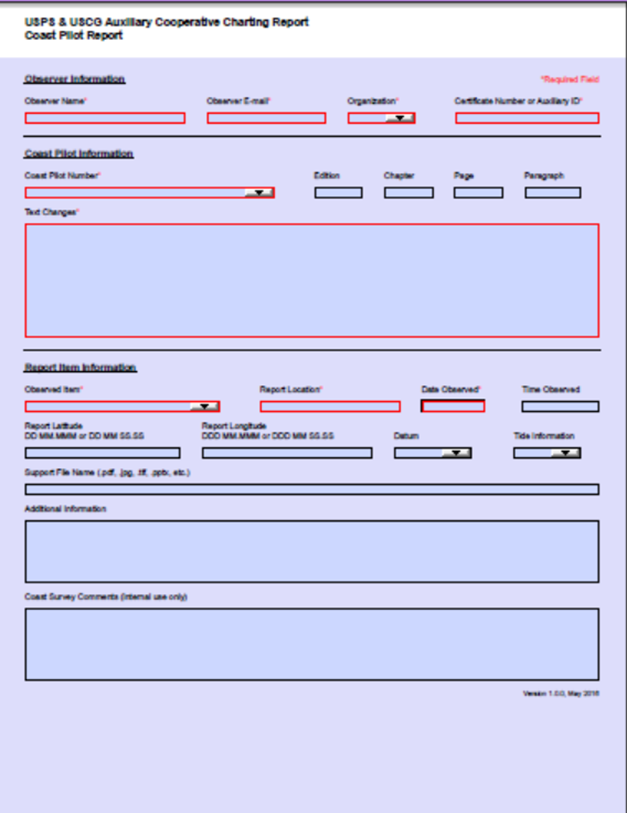 USPS & USCG Auxiliary Cooperative Charting Report
Coast Pilot Report
Observer Information
*Required Field
Observer Name* Observer E-mail* Organization* Certificate Number or Auxiliary ID*
Coast Pilot Information
Coast Pilot Number* Edition Chapter Page Paragraph
Text Changes*
Report Item Information
Observed Item* Report Location* Date Observed* Time Observed
Report Latitude Report Longitude
DD MM.MMM or DD MM SS.SS DDD MM.MMM or DDD MM SS.SS Datum Tide Information
Support File Name (.pdf, .jpg, .tif, .pptx, etc.)
Additional Information
Coast Survey Comments (Internal use only)
Version 1.0.0, May 2016